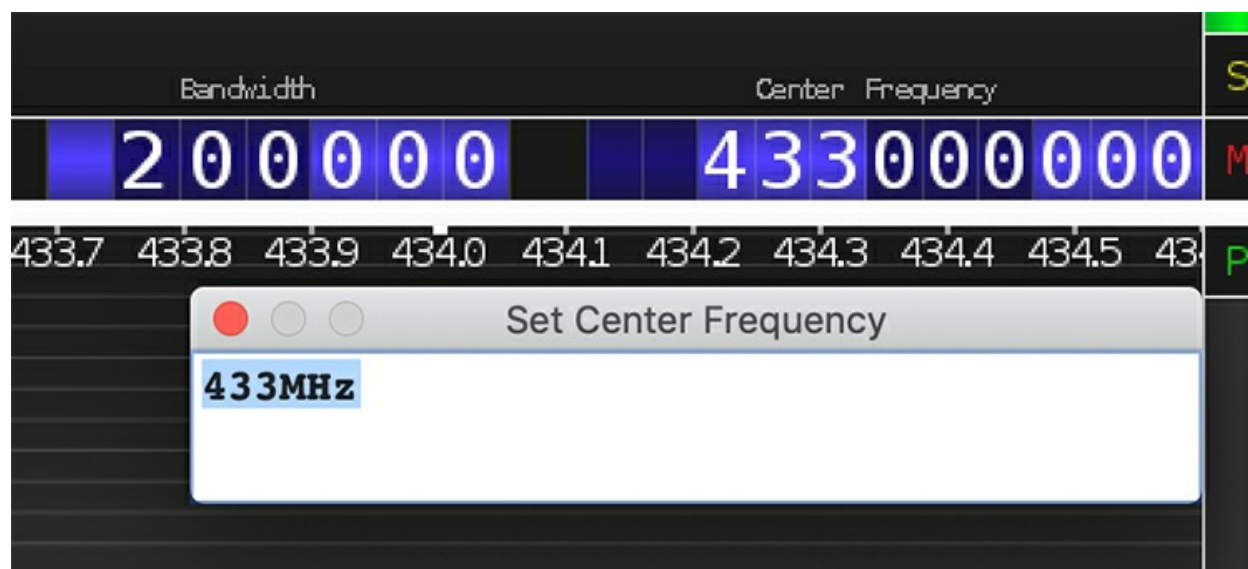 Bandwidth Center Frequency S
200000 433000000 M
433.7 433.8 433.9 434.0 434.1 434.2 434.3 434.4 434.5 43 P
Set Center Frequency
433MHz